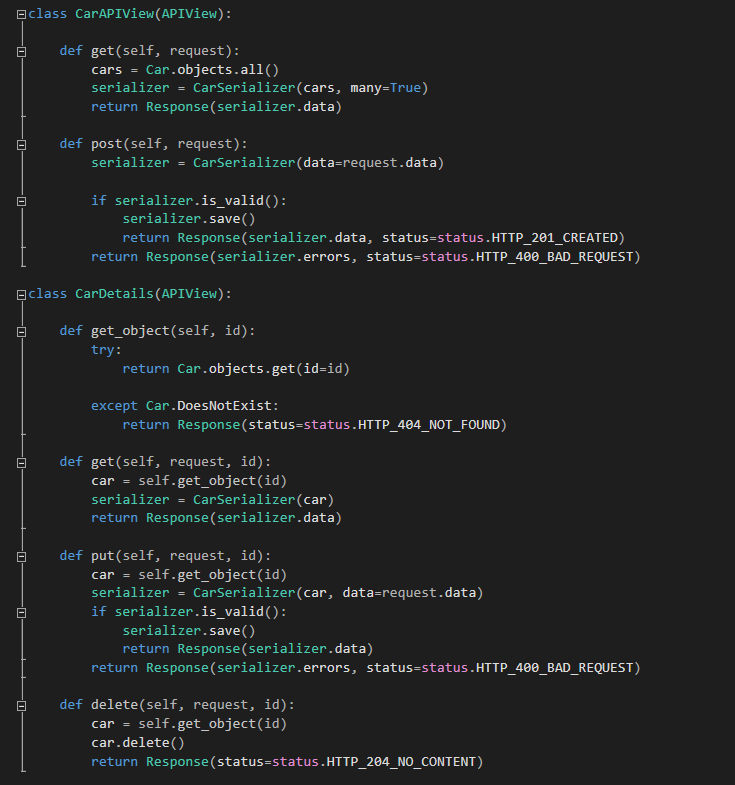 class CarAPIView(APIView):
def get(self, request):
cars = Car.objects.all()
serializer = CarSerializer(cars, many=True)
return Response(serializer.data)
def post(self, request):
serializer = CarSerializer(data=request.data)
if serializer.is_valid():
serializer.save()
return Response(serializer.data, status=status.HTTP_201_CREATED)
return Response(serializer.errors, status=status.HTTP_400_BAD_REQUEST)
class CarDetails(APIView):
def get_object(self, id):
try:
return Car.objects.get(id=id)
except Car.DoesNotExist:
return Response(status=status.HTTP_404_NOT_FOUND)
def get(self, request, id):
car = self.get_object(id)
serializer = CarSerializer(car)
return Response(serializer.data)
def put(self, request, id):
car = self.get_object(id)
serializer = CarSerializer(car, data=request.data)
if serializer.is_valid():
serializer.save()
return Response(serializer.data)
return Response(serializer.errors, status=status.HTTP_400_BAD_REQUEST)
def delete(self, request, id):
car = self.get_object(id)
car.delete()
return Response(status=status.HTTP_204_NO_CONTENT)